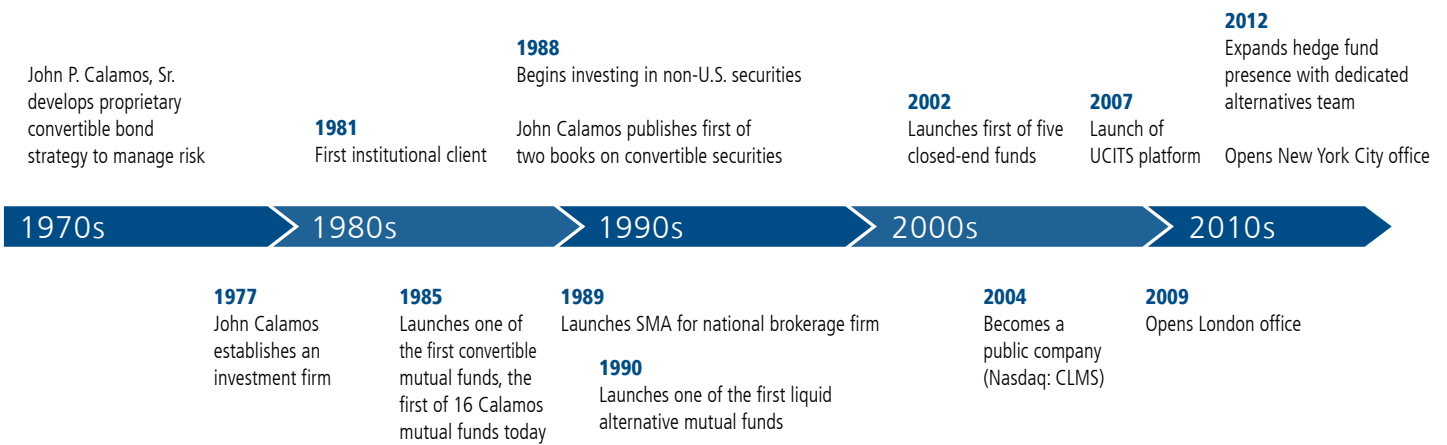 John P. Calamos, Sr.
develops proprietary
convertible bond
strategy to manage risk
1981
First institutional client
1988
Begins investing in non-U.S. securities
John Calamos publishes first of
two books on convertible securities
2002
Launches first of five
closed-end funds
2007
Launch of
UCITS platform
2012
Expands hedge fund
presence with dedicated
alternatives team
Opens New York City office
1970s
1980s
1990s
2000s
2010s
1977
John Calamos
establishes an
investment firm
1985
Launches one of
the first convertible
mutual funds, the
first of 16 Calamos
mutual funds today
1989
Launches SMA for national brokerage firm
1990
Launches one of the first liquid
alternative mutual funds
2004
Becomes a
public company
(Nasdaq: CLMS)
2009
Opens London office